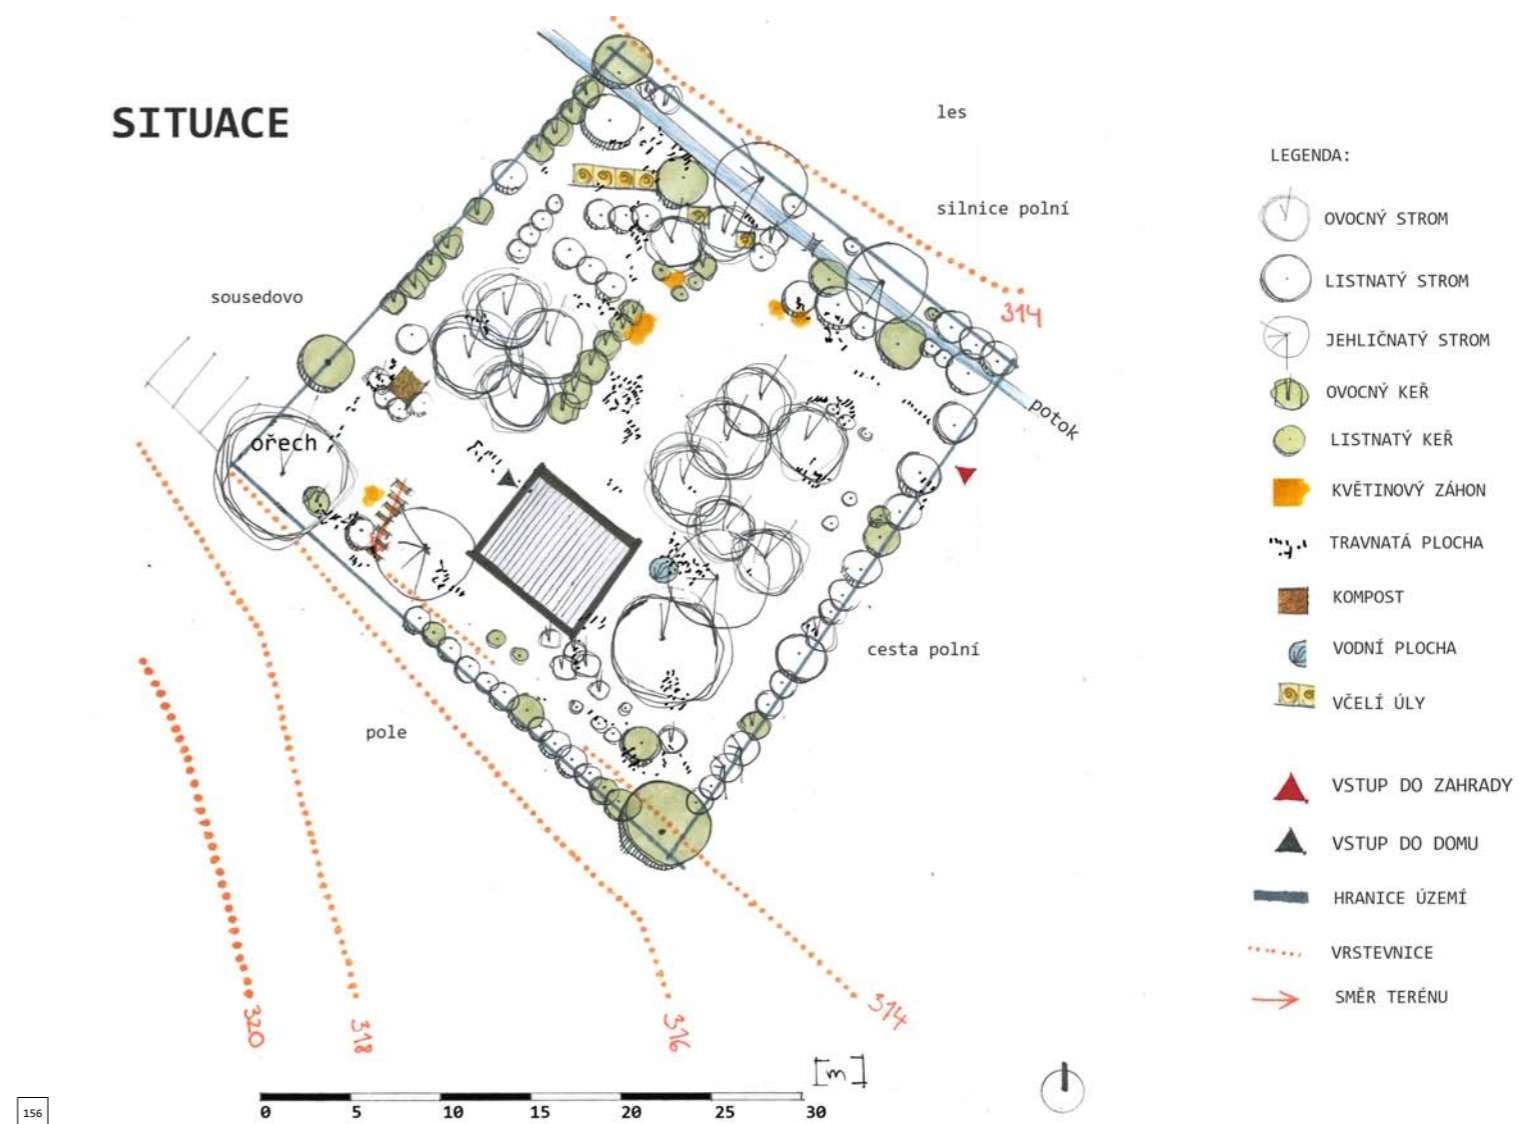 SITUACE
les
silnice polní
314
sousedovo
potok
ořech
cesta polní
pole
320
318
316
314
[m]
0 5 10 15 20 25 30
156
LEGENDA:
OVOCNÝ STROM
LISTNATÝ STROM
JEHLIČNATÝ STROM
OVOCNÝ KEŘ
LISTNATÝ KEŘ
KVĚTINOVÝ ZÁHON
TRAVNATÁ PLOCHA
KOMPOST
VODNÍ PLOCHA
VČELÍ ÚLY
VSTUP DO ZAHRADY
VSTUP DO DOMU
HRANICE ÚZEMÍ
VRSTEVNICE
SMĚR TERÉNU